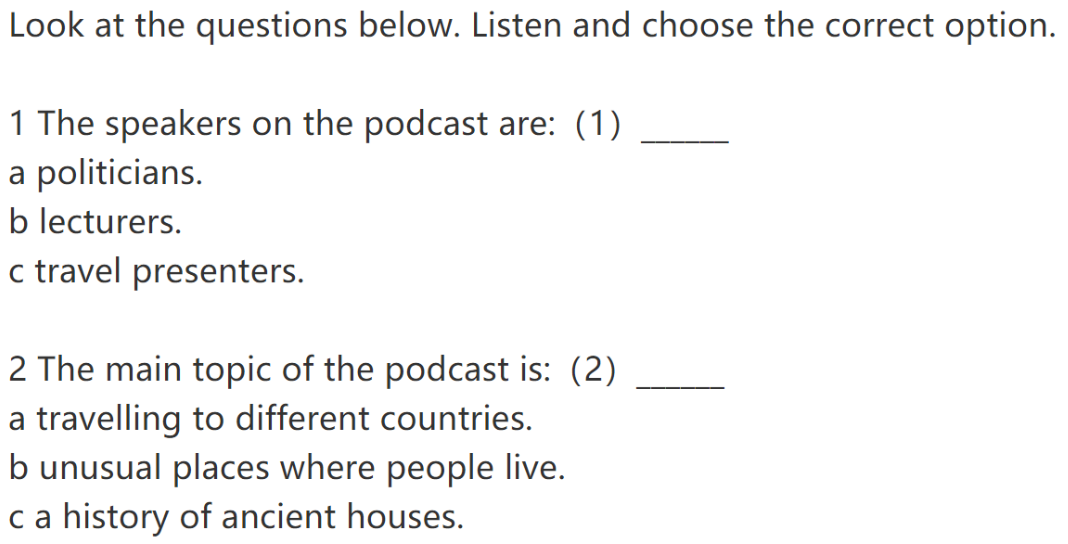 Look at the questions below. Listen and choose the correct option.
1 The speakers on the podcast are:（1）_____
a politicians.
b lecturers.
c travel presenters.
2 The main topic of the podcast is:（2）_____
a travelling to different countries.
b unusual places where people live.
c a history of ancient houses.